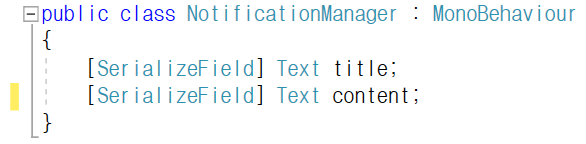 public class NotificationManager : MonoBehaviour
{
[SerializeField] Text title;
[SerializeField] Text content;
}